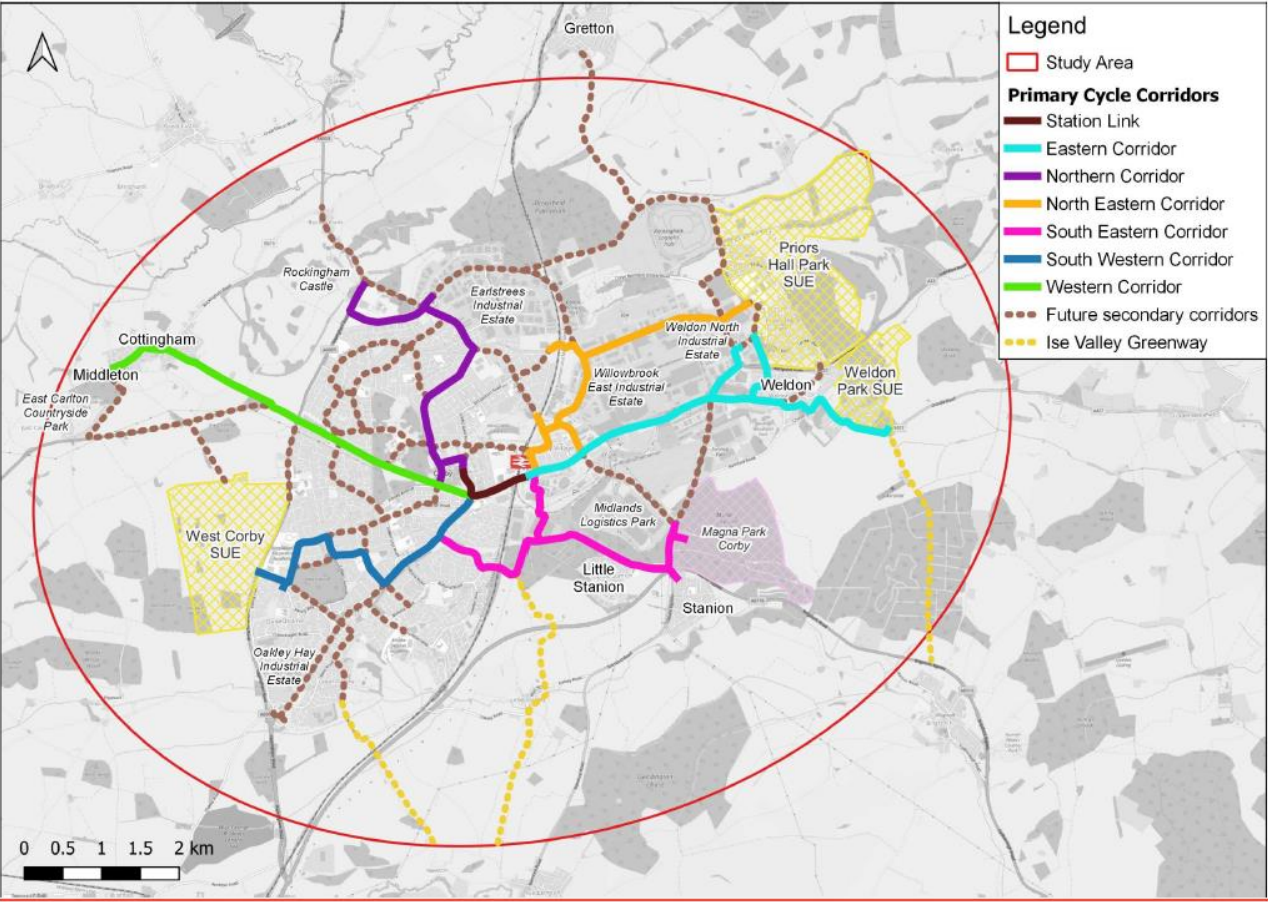 Gretton
Legend
Study Area
Primary Cycle Corridors
Station Link
Eastern Corridor
Northern Corridor
North Eastern Corridor
South Eastern Corridor
South Western Corridor
Western Corridor
Future secondary corridors
Ise Valley Greenway
Priors
Hall Park
SUE
Rockingham
Castle
Earlstrees
Industrial
Estate
Weldon North
Industrial
Estate
Cottingham
Middleton
East Carlton
Countryside
Park
Willowbrook
East Industrial
Estate
Weldon
Weldon
Park SUE
West Corby
SUE
Midlands
Logistics Park
Magna Park
Corby
Little
Stanion
Stanion
Oakley Hay
Industrial
Estate
0 0.5 1 1.5 2 km